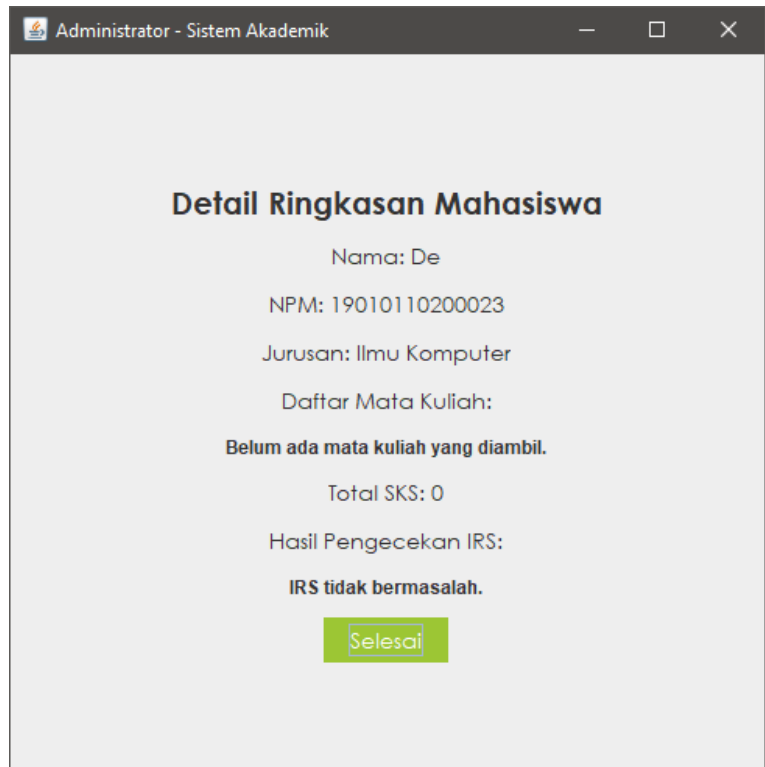 Administrator - Sistem Akademik
Detail Ringkasan Mahasiswa
Nama: De
NPM: 19010110200023
Jurusan: Ilmu Komputer
Daftar Mata Kuliah:
Belum ada mata kuliah yang diambil.
Total SKS: 0
Hasil Pengecekan IRS:
IRS tidak bermasalah.
Selesai